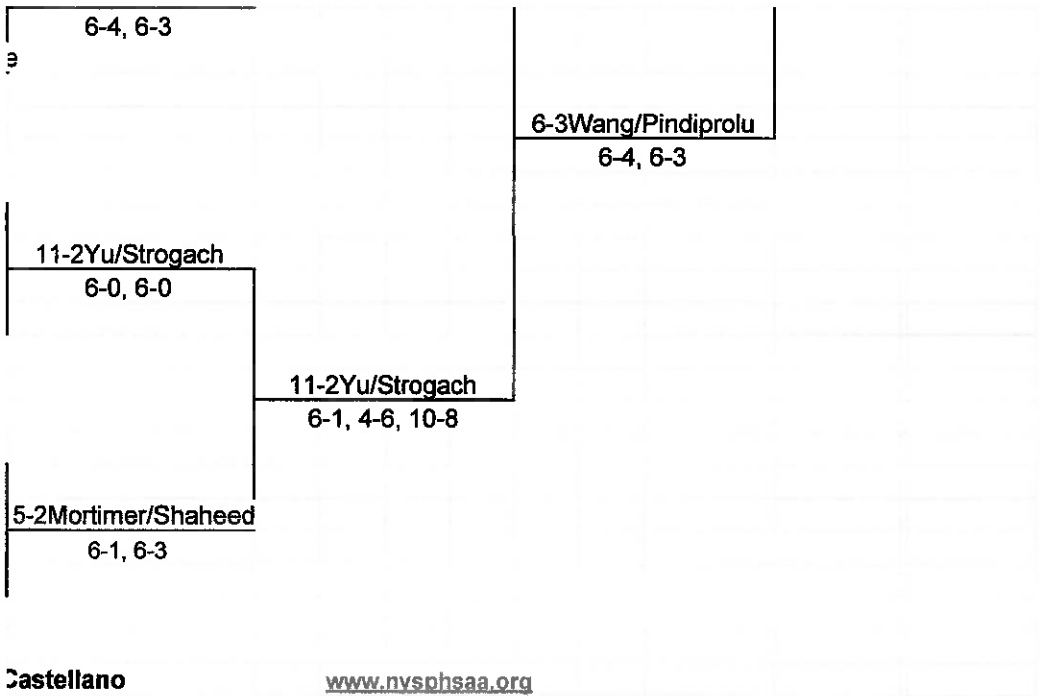 6-4, 6-3
6-3Wang/Pindiprolu
6-4, 6-3
11-2Yu/Strogach
6-0, 6-0
11-2Yu/Strogach
6-1, 4-6, 10-8
5-2Mortimer/Shaheed
6-1, 6-3
Castellano www.nysphsaa.org